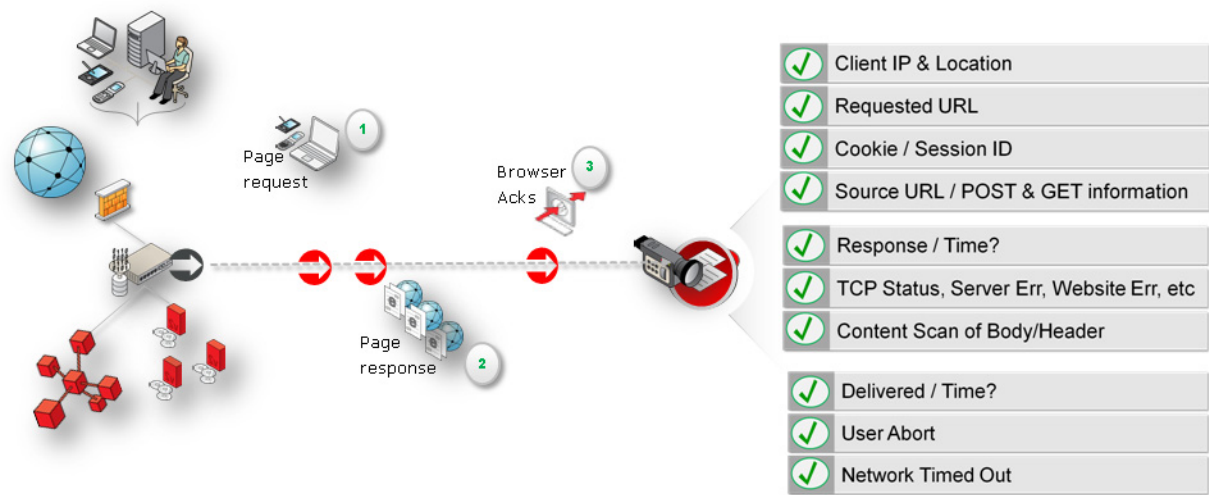 1
Page
request
Browser
Acks
3
Page
response
2
Client IP & Location
Requested URL
Cookie / Session ID
Source URL / POST & GET information
Response / Time?
TCP Status, Server Err, Website Err, etc
Content Scan of Body/Header
Delivered / Time?
User Abort
Network Timed Out